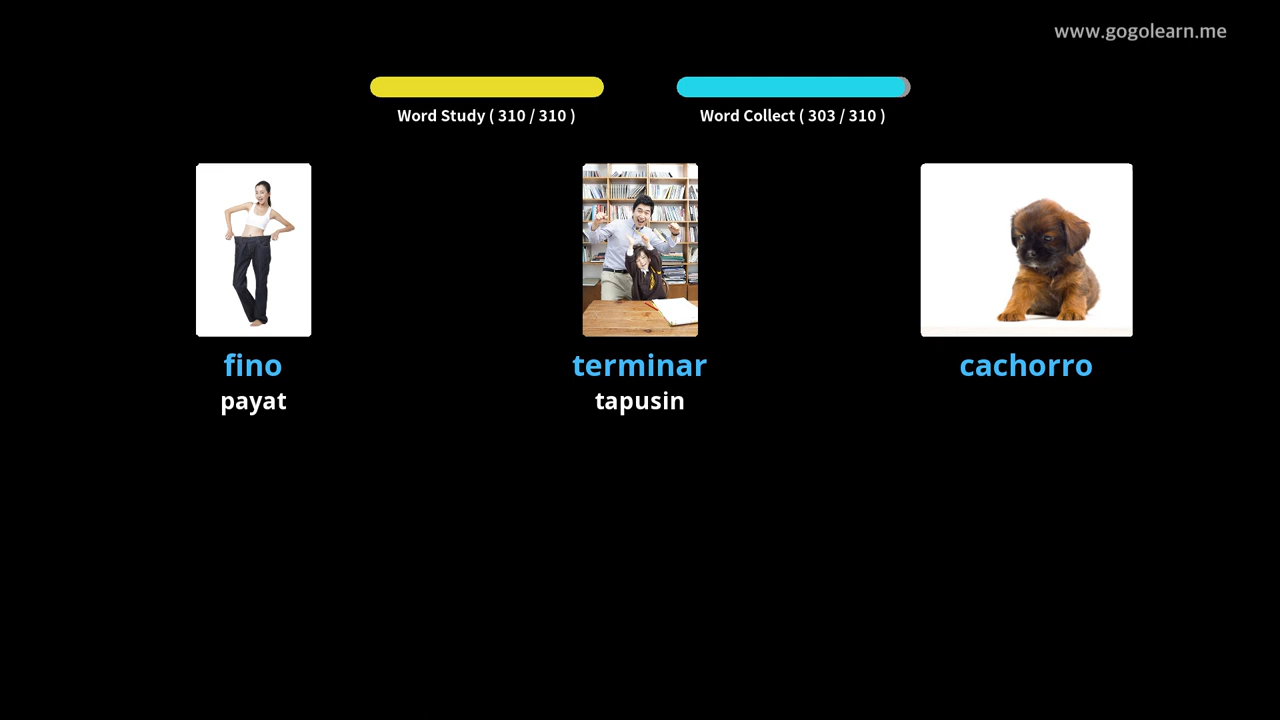 www.gogolearn.me
Word Study ( 310 / 310 )
Word Collect ( 303 / 310 )
fino
payat
terminar
tapusin
cachorro